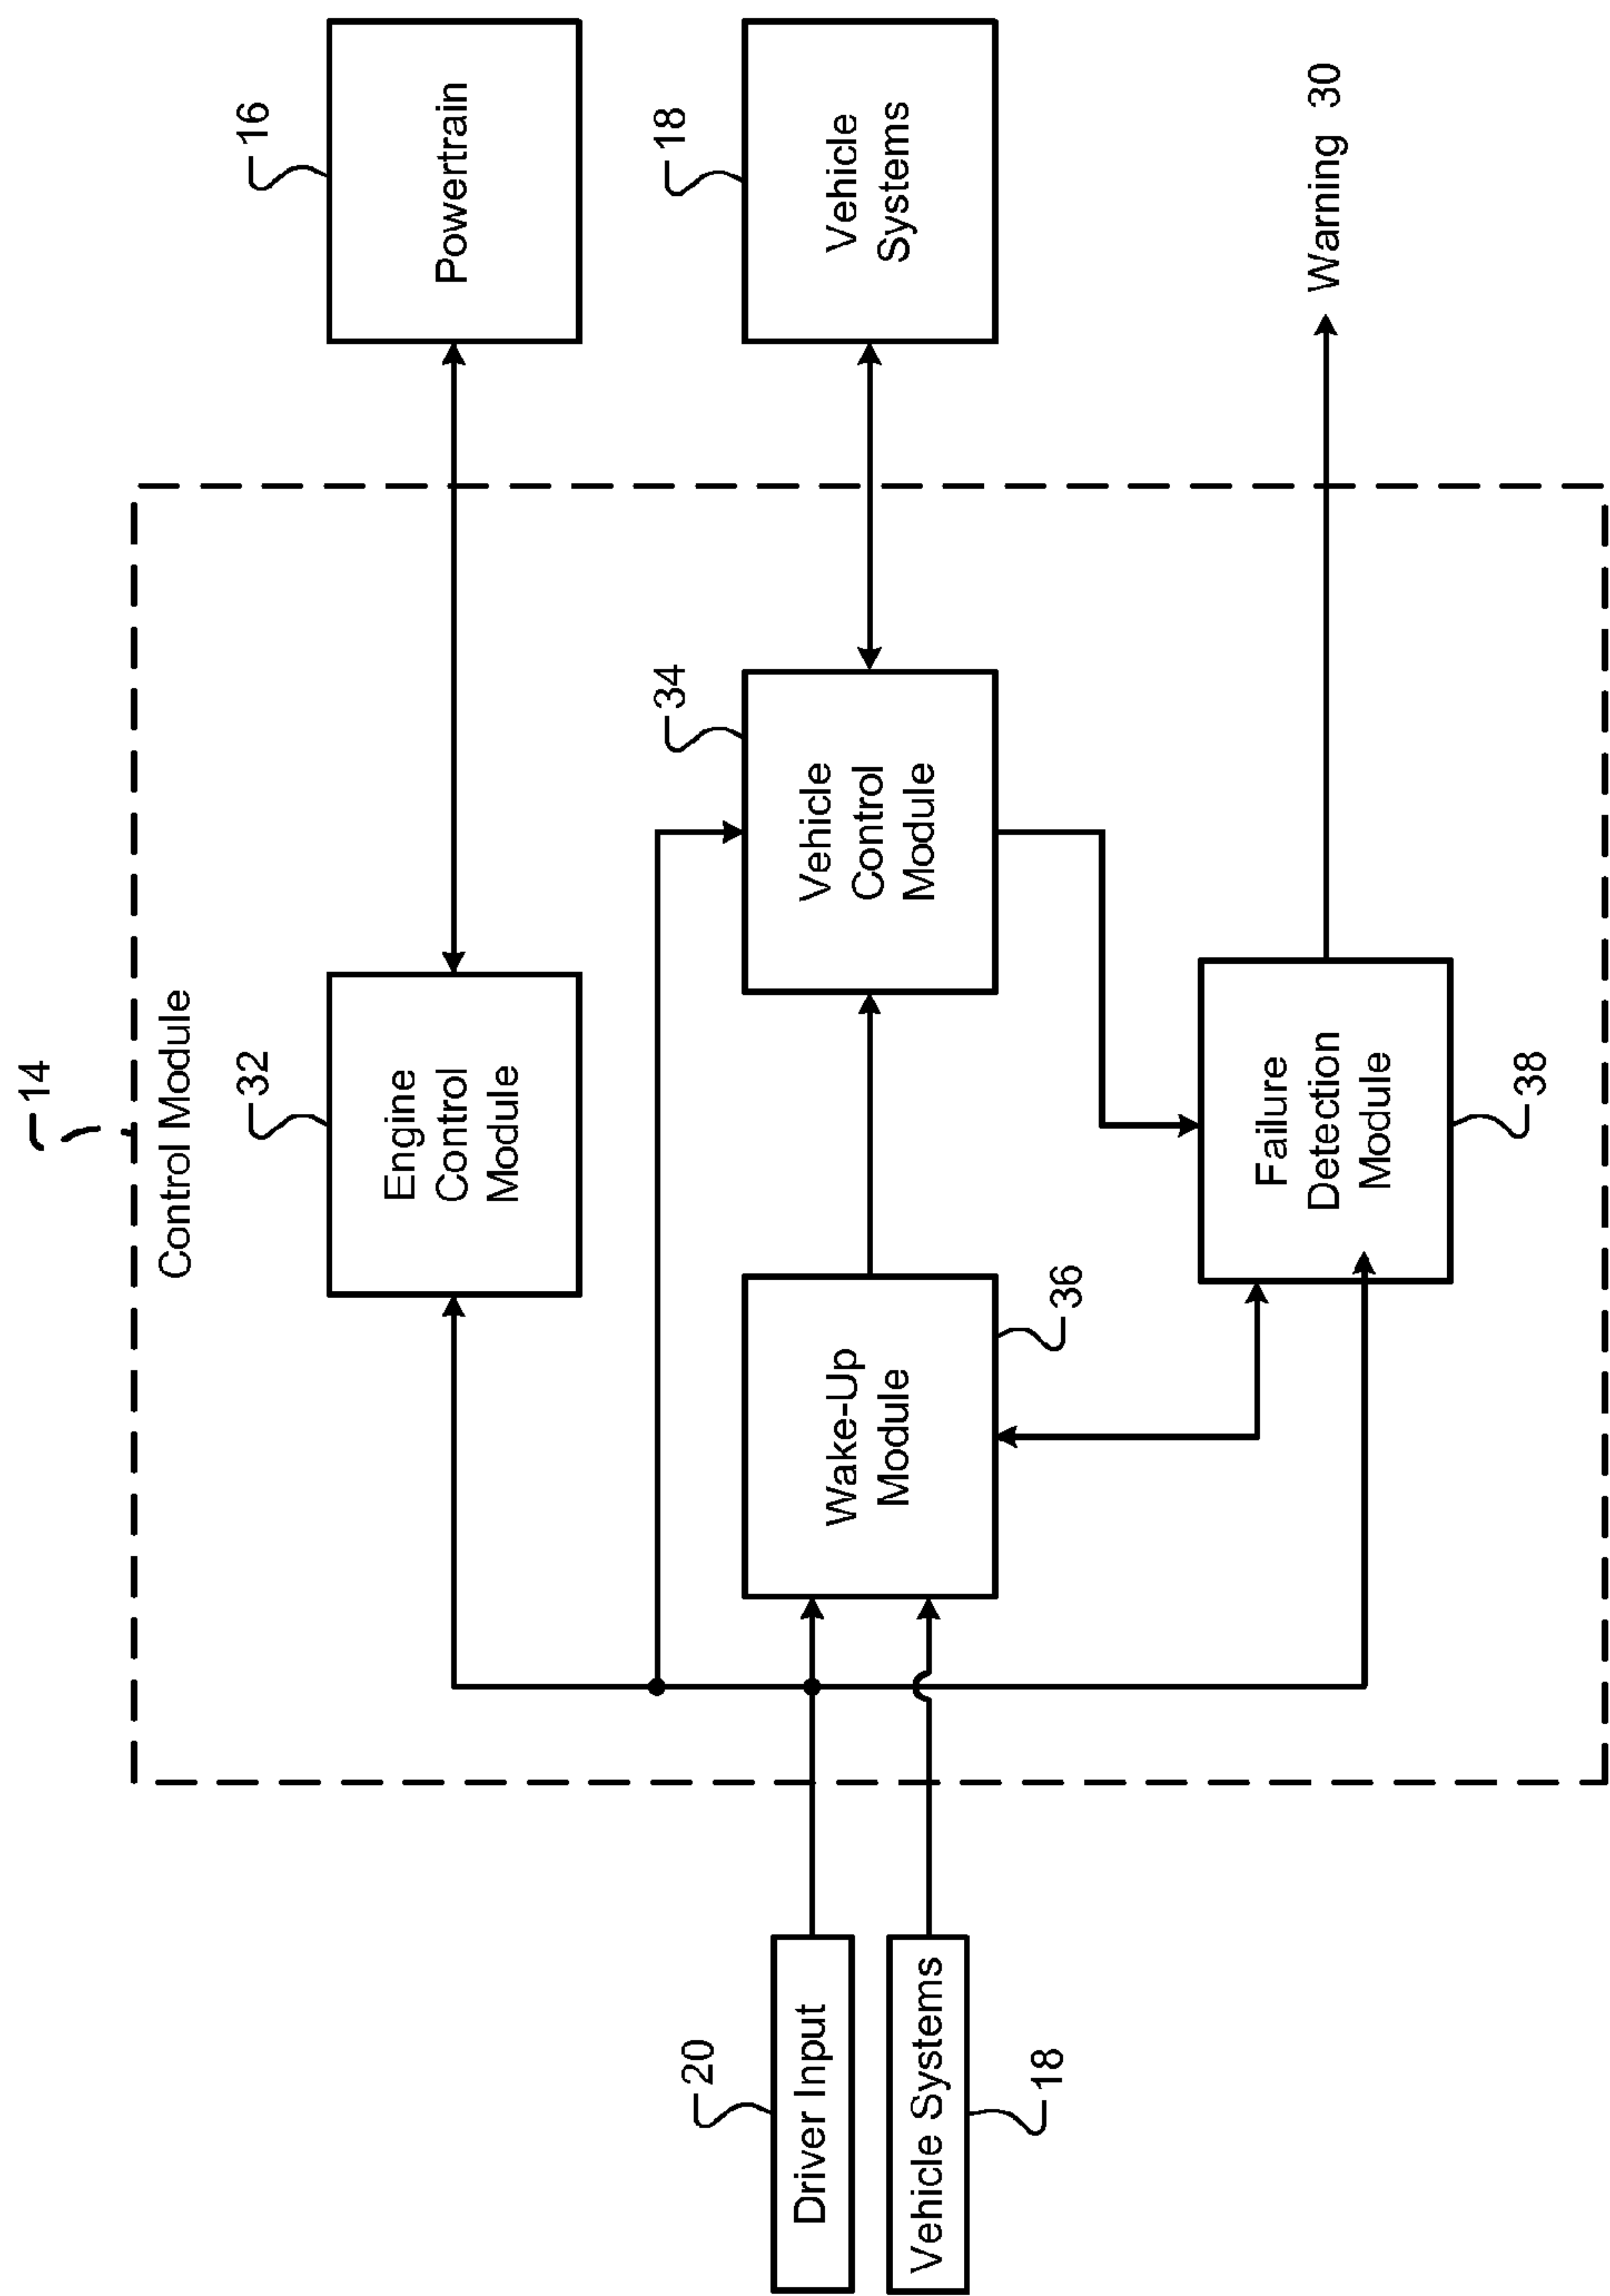 14
Control Module
32
Engine
Control
Module
16
Powertrain
20
Driver Input
Vehicle Systems
18
Wake-Up
Module
36
34
Vehicle
Control
Module
18
Vehicle
Systems
Failure
Detection
Module
38
Warning 30